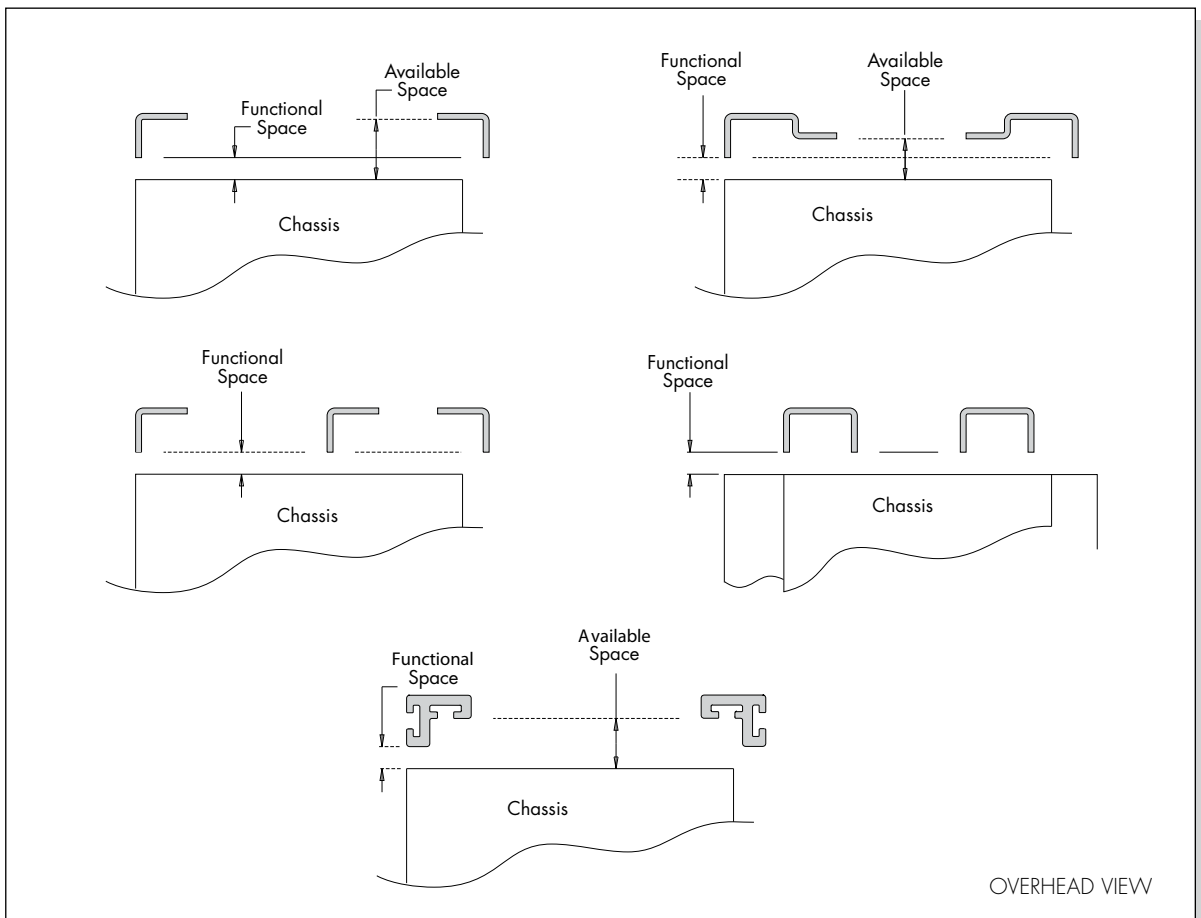 Functional
Space
Available
Space
Chassis
Functional
Space
Available
Space
Chassis
Functional
Space
Chassis
Functional
Space
Chassis
Functional
Space
Available
Space
Chassis
OVERHEAD VIEW